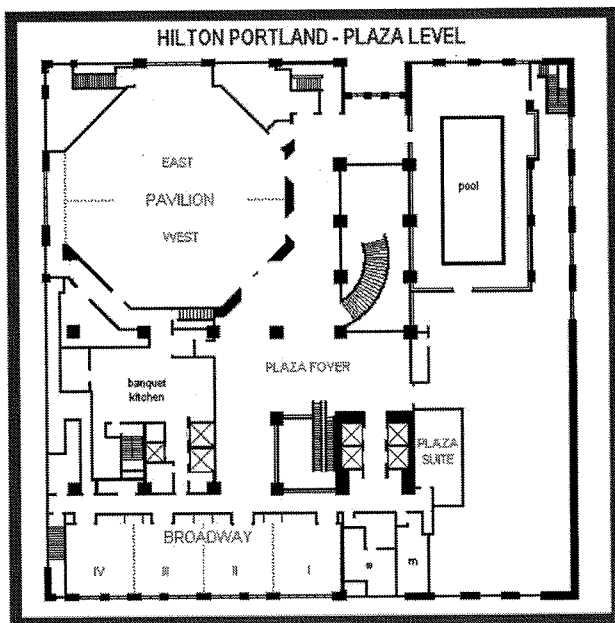 HILTON PORTLAND - PLAZA LEVEL
EAST
PAVILION
WEST
pool
PLAZA FOYER
banquet
kitchen
PLAZA
SUITE
BROADWAY
IV
III
II
I
w
m